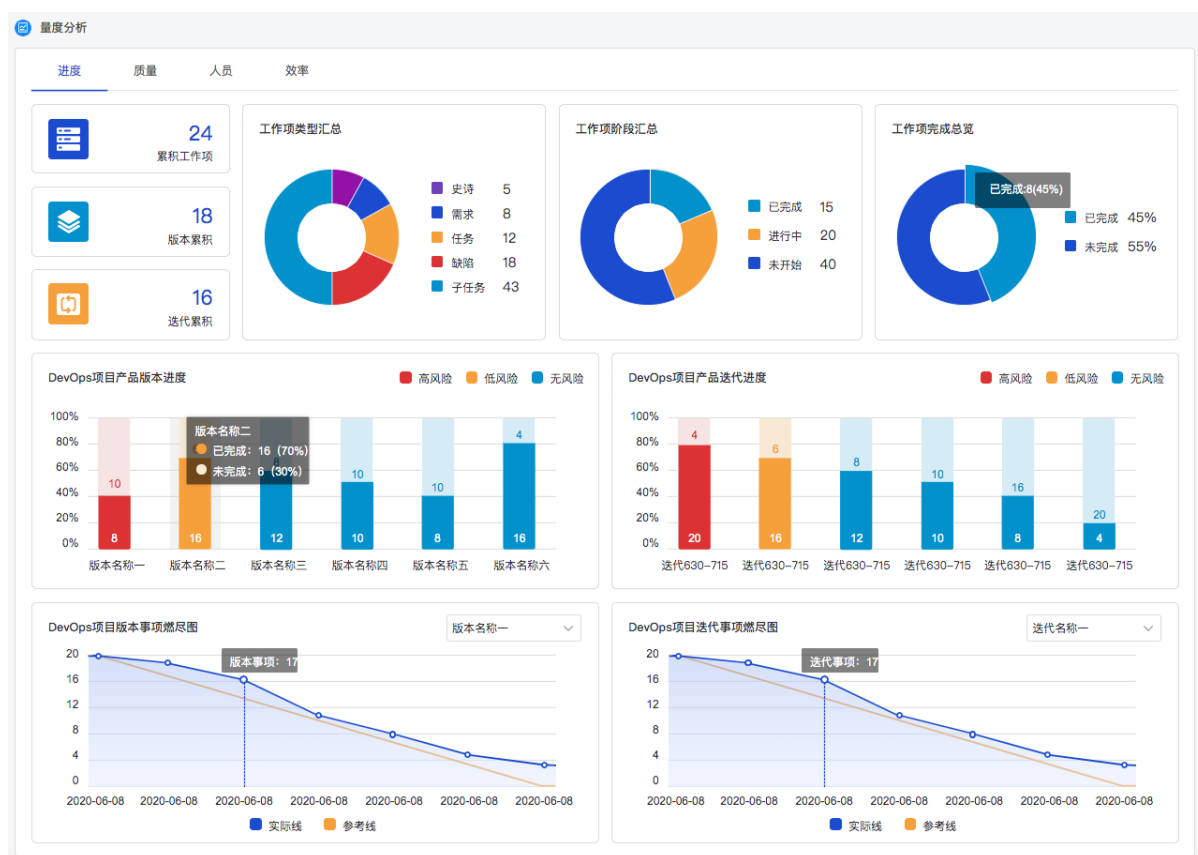 量度分析
进度 质量 人员 效率
24
累积工作项
18
版本累积
16
迭代累积
工作项类型汇总
史诗 5
需求 8
任务 12
缺陷 18
子任务 43
工作项阶段汇总
已完成 15
进行中 20
未开始 40
工作项完成总览
已完成:8(45%)
已完成 45%
未完成 55%
DevOps项目产品版本进度
高风险 低风险 无风险
100%
80%
60%
40%
20%
0%
版本名称二
已完成：16（70%）
未完成：6（30%）
10 8 10 10 4
8 16 12 10 8 16
版本名称一 版本名称二 版本名称三 版本名称四 版本名称五 版本名称六
DevOps项目产品迭代进度
高风险 低风险 无风险
100%
80%
60%
40%
20%
0%
4 6 8 10 16 20
20 16 12 10 8 4
迭代630-715 迭代630-715 迭代630-715 迭代630-715 迭代630-715 迭代630-715
DevOps项目版本事项燃尽图
版本名称一
版本事项：17
20
16
12
8
4
0
2020-06-08 2020-06-08 2020-06-08 2020-06-08 2020-06-08 2020-06-08 2020-06-08
实际线 参考线
DevOps项目迭代事项燃尽图
迭代名称一
迭代事项：17
20
16
12
8
4
0
2020-06-08 2020-06-08 2020-06-08 2020-06-08 2020-06-08 2020-06-08 2020-06-08
实际线 参考线